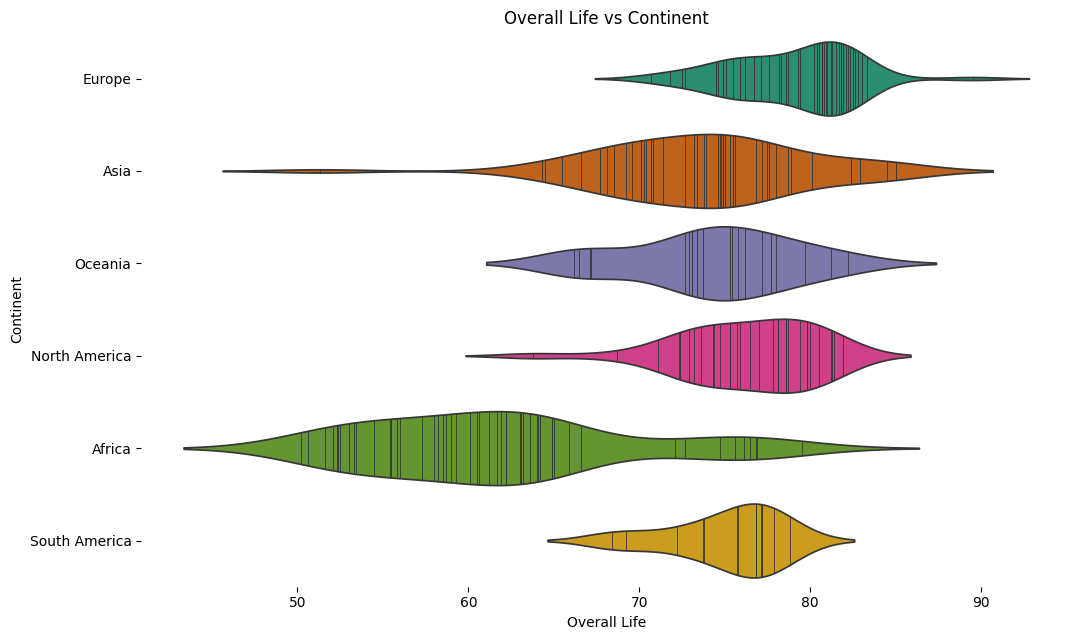 Overall Life vs Continent
Continent
Europe
Asia
Oceania
North America
Africa
South America
50 60 70 80 90
Overall Life